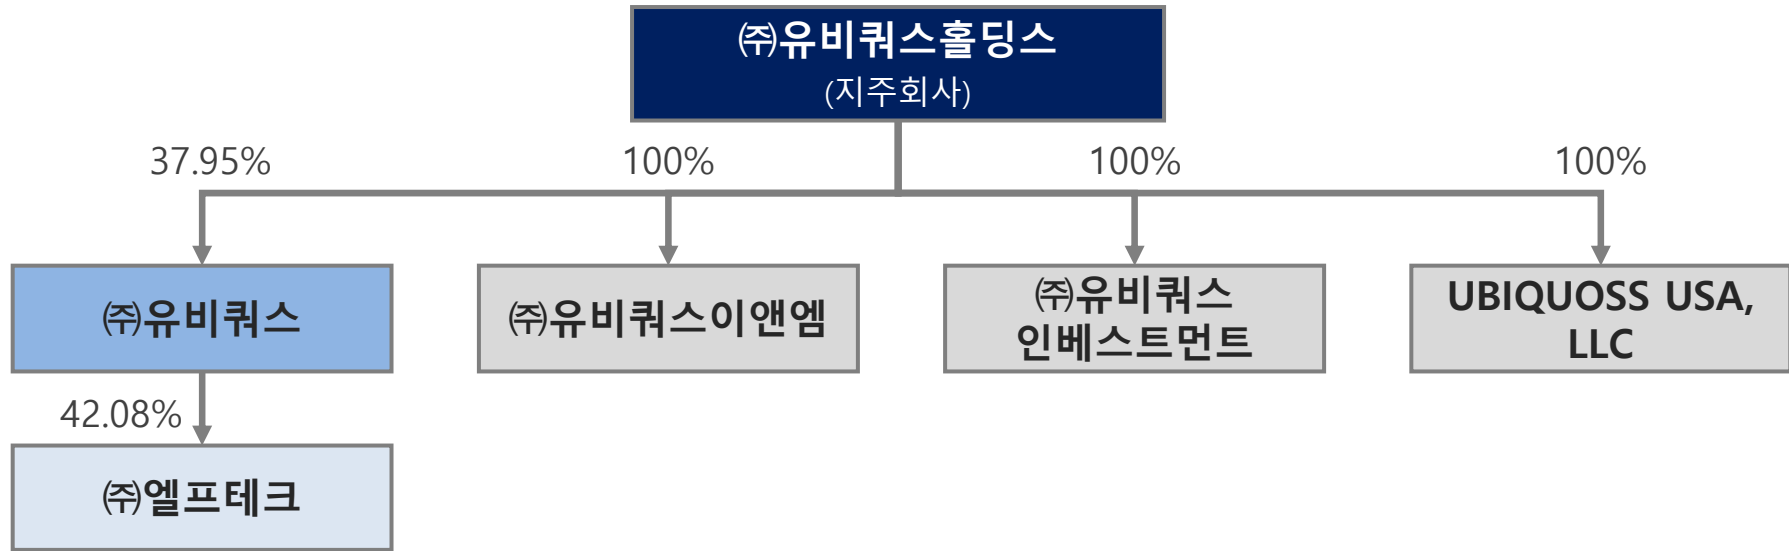 ㈜유비쿼스홀딩스
(지주회사)
37.95%
100%
100%
100%
㈜유비쿼스
㈜유비쿼스이앤엠
㈜유비쿼스
인베스트먼트
UBIQUOSS USA,
LLC
42.08%
㈜엘프테크